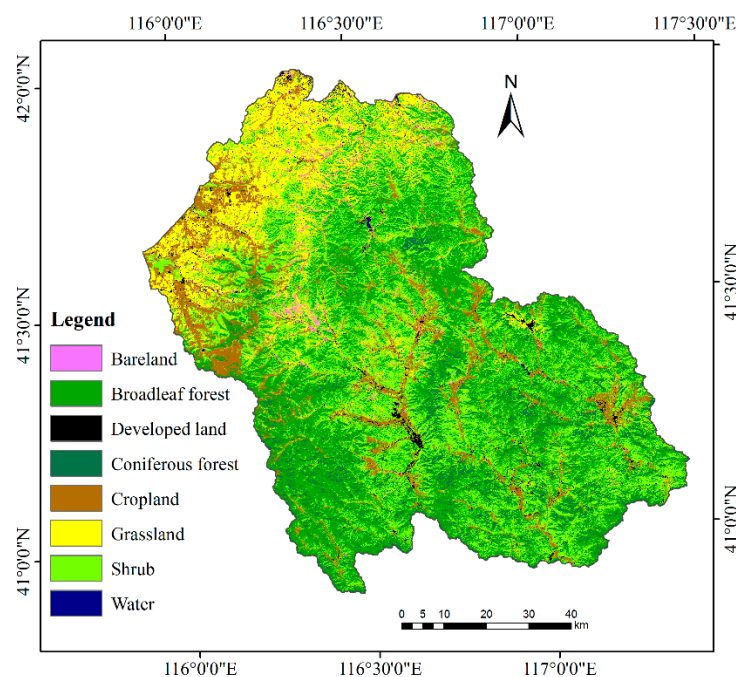 116°0'0"E 116°30'0"E 117°0'0"E 117°30'0"E
42°0'0"N
N
41°30'0"N
41°30'0"N
Legend
Bareland
Broadleaf forest
Developed land
Coniferous forest
Cropland
Grassland
Shrub
Water
41°0'0"N
41°0'0"N
0 5 10 20 30 40
km
116°0'0"E 116°30'0"E 117°0'0"E